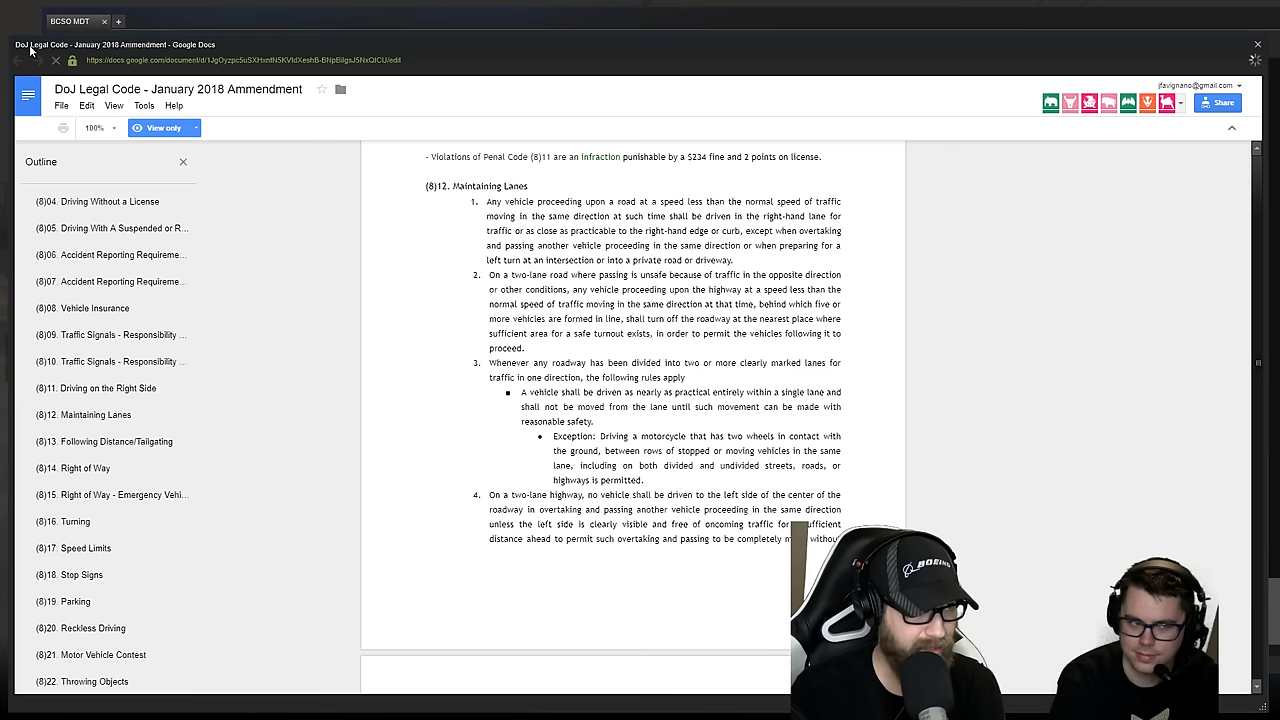 BCSO MDT × +
DoJ Legal Code - January 2018 Ammendment - Google Docs
DoJ Legal Code - January 2018 Ammendment
jfavignano@gmail.com
File Edit View Tools Help
Share
100% View only
Outline
(8)04. Driving Without a License
(8)05. Driving With A Suspended or R...
(8)06. Accident Reporting Requireme...
(8)07. Accident Reporting Requireme...
(8)08. Vehicle Insurance
(8)09. Traffic Signals - Responsibility ...
(8)10. Traffic Signals - Responsibility ...
(8)11. Driving on the Right Side
(8)12. Maintaining Lanes
(8)13. Following Distance/Tailgating
(8)14. Right of Way
(8)15. Right of Way - Emergency Vehi...
(8)16. Turning
(8)17. Speed Limits
(8)18. Stop Signs
(8)19. Parking
(8)20. Reckless Driving
(8)21. Motor Vehicle Contest
(8)22. Throwing Objects
- Violations of Penal Code (8)11 are an infraction punishable by a $234 fine and 2 points on license.
(8)12. Maintaining Lanes
1. Any vehicle proceeding upon a road at a speed less than the normal speed of traffic
moving in the same direction at such time shall be driven in the right-hand lane for
traffic or as close as practicable to the right-hand edge or curb, except when overtaking
and passing another vehicle proceeding in the same direction or when preparing for a
left turn at an intersection or into a private road or driveway.
2. On a two-lane road where passing is unsafe because of traffic in the opposite direction
or other conditions, any vehicle proceeding upon the highway at a speed less than the
normal speed of traffic moving in the same direction at that time, behind which five or
more vehicles are formed in line, shall turn off the roadway at the nearest place where
sufficient area for a safe turnout exists, in order to permit the vehicles following it to
proceed.
3. Whenever any roadway has been divided into two or more clearly marked lanes for
traffic in one direction, the following rules apply
■ A vehicle shall be driven as nearly as practical entirely within a single lane and
shall not be moved from the lane until such movement can be made with
reasonable safety.
● Exception: Driving a motorcycle that has two wheels in contact with
the ground, between rows of stopped or moving vehicles in the same
lane, including on both divided and undivided streets, roads, or
highways is permitted.
4. On a two-lane highway, no vehicle shall be driven to the left side of the center of the
roadway in overtaking and passing another vehicle proceeding in the same direction
unless the left side is clearly visible and free of oncoming traffic for
distance ahead to permit such overtaking and passing to be completely
BOEING